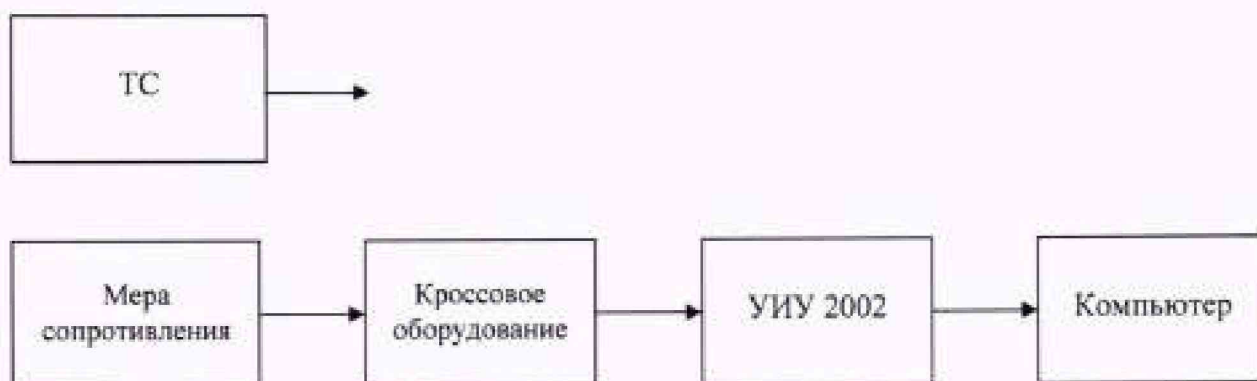 ТС
Мера
сопротивления
Кроссовое
оборудование
УИУ 2002
Компьютер